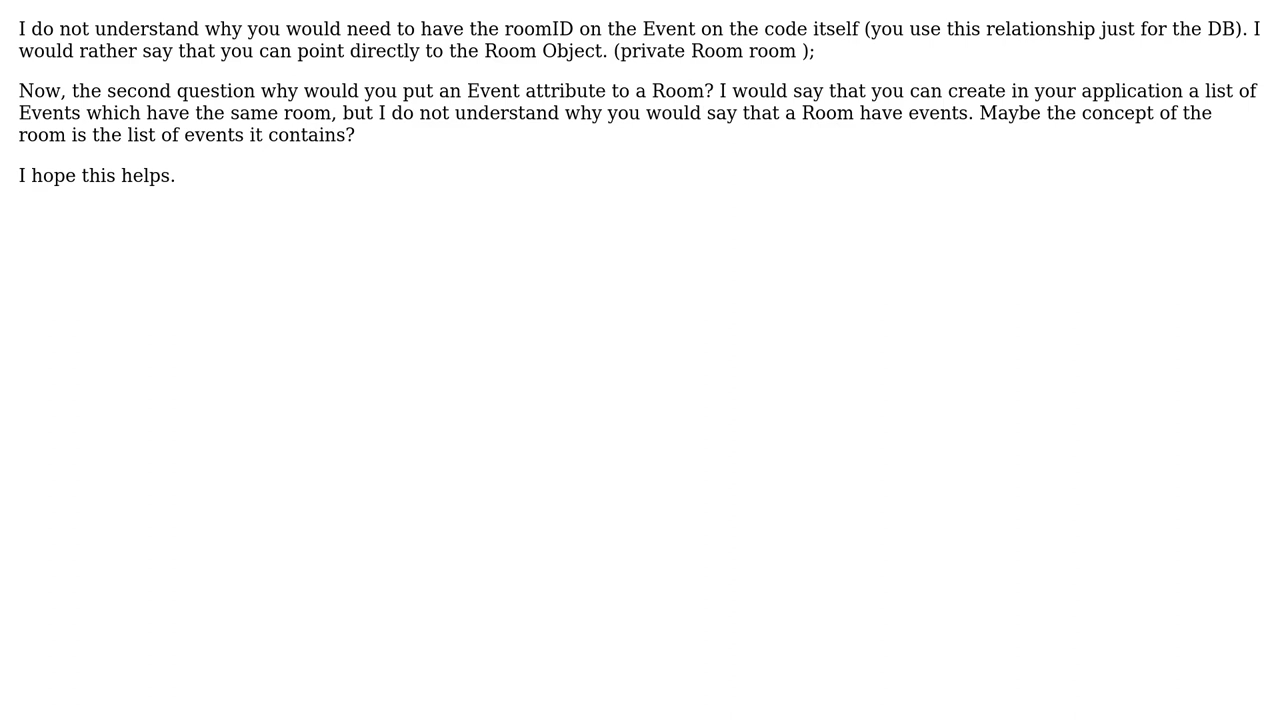 I do not understand why you would need to have the roomID on the Event on the code itself (you use this relationship just for the DB). I
would rather say that you can point directly to the Room Object. (private Room room );
Now, the second question why would you put an Event attribute to a Room? I would say that you can create in your application a list of
Events which have the same room, but I do not understand why you would say that a Room have events. Maybe the concept of the
room is the list of events it contains?
I hope this helps.